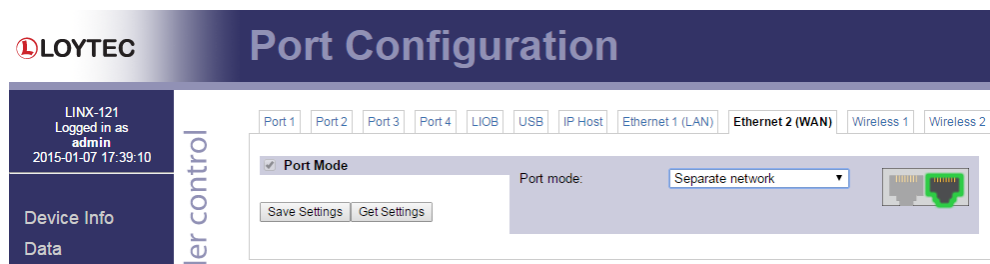 LOYTEC
Port Configuration
LINX-121
Logged in as
admin
2015-01-07 17:39:10
Device Info
Data
ler control
Port 1 Port 2 Port 3 Port 4 LIOB USB IP Host Ethernet 1 (LAN) Ethernet 2 (WAN) Wireless 1 Wireless 2
Port Mode
Port mode: Separate network
Save Settings Get Settings